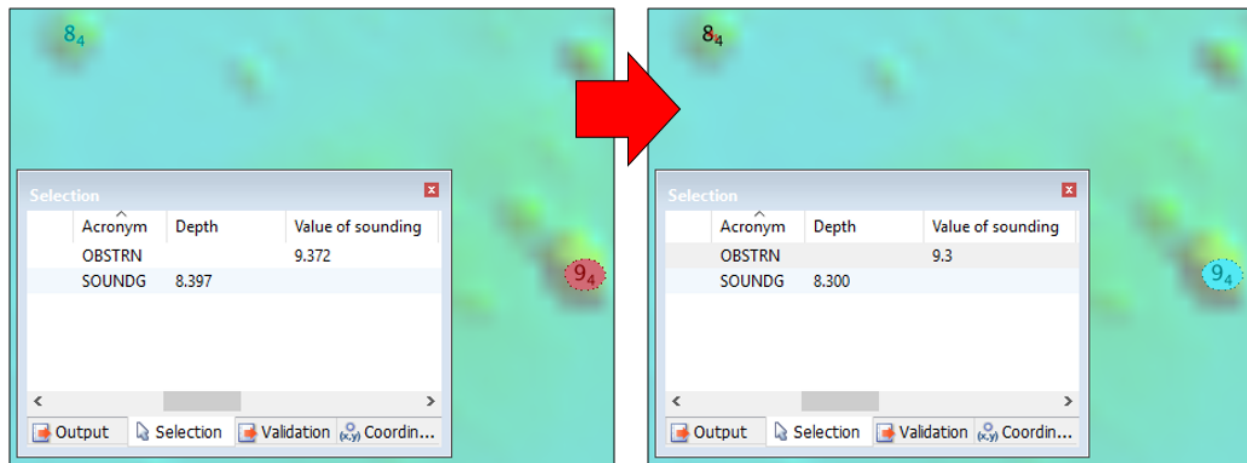 8₄
Selection
Acronym Depth Value of sounding
OBSTRN 9.372
SOUNDG 8.397
9₄
Output Selection Validation (x,y) Coordin...
8₄
Selection
Acronym Depth Value of sounding
OBSTRN 9.3
SOUNDG 8.300
9₄
Output Selection Validation (x,y) Coordin...